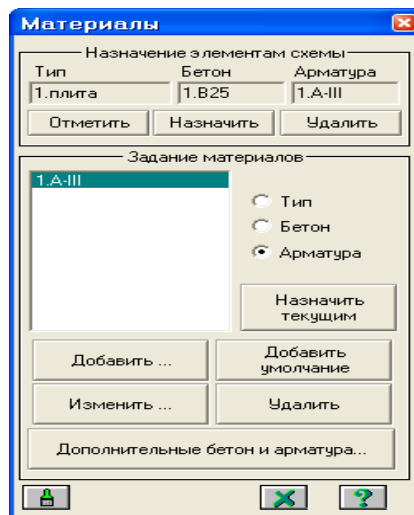 Материалы
Назначение элементам схемы
Тип Бетон Арматура
1.плита 1.B25 1.A-III
Отметить Назначить Удалить
Задание материалов
1.A-III
Тип
Бетон
Арматура
Назначить
текущим
Добавить ... Добавить
умолчание
Изменить ... Удалить
Дополнительные бетон и арматура...
?